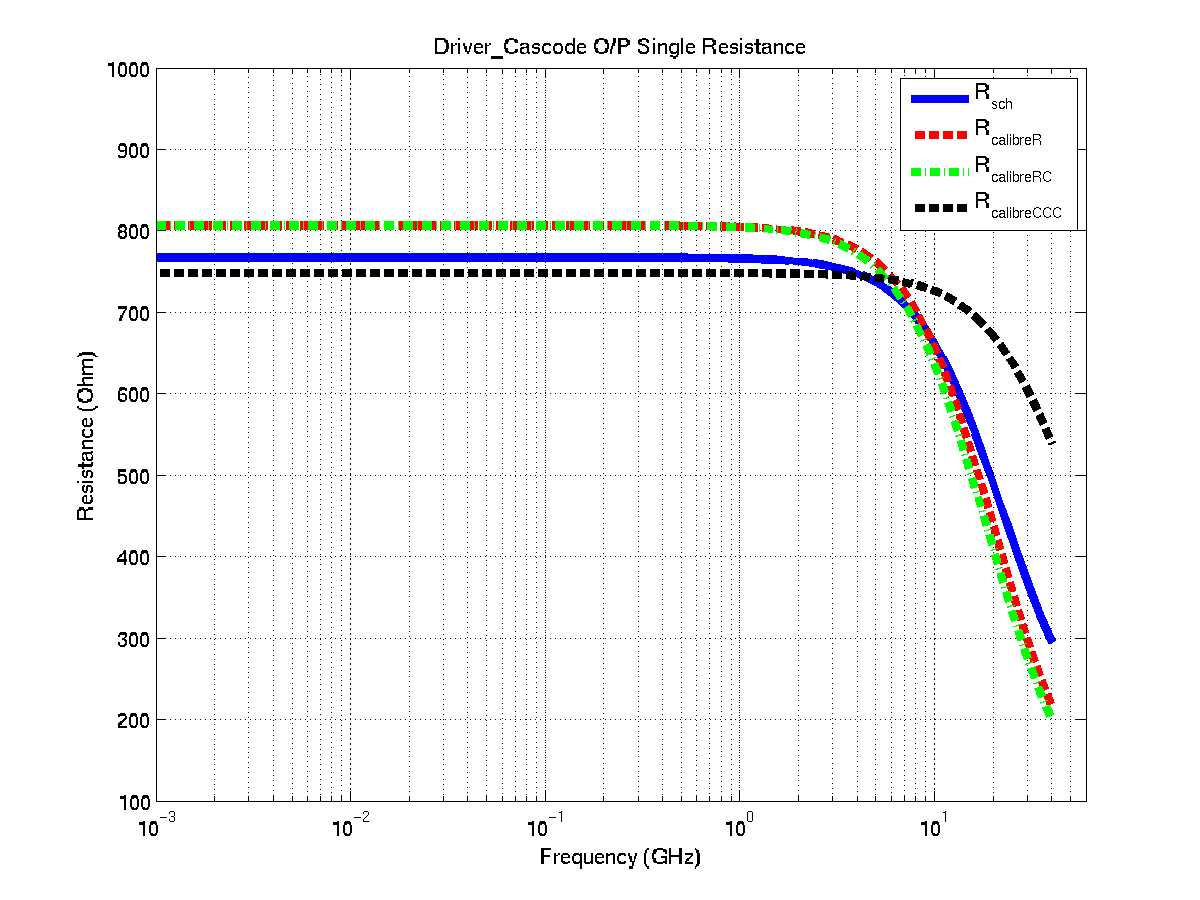 Driver_Cascode O/P Single Resistance
1000
900
800
700
600
500
400
300
200
100
Resistance (Ohm)
R_sch
R_calibreR
R_calibreRC
R_calibreCCC
10^-3 10^-2 10^-1 10^0 10^1
Frequency (GHz)